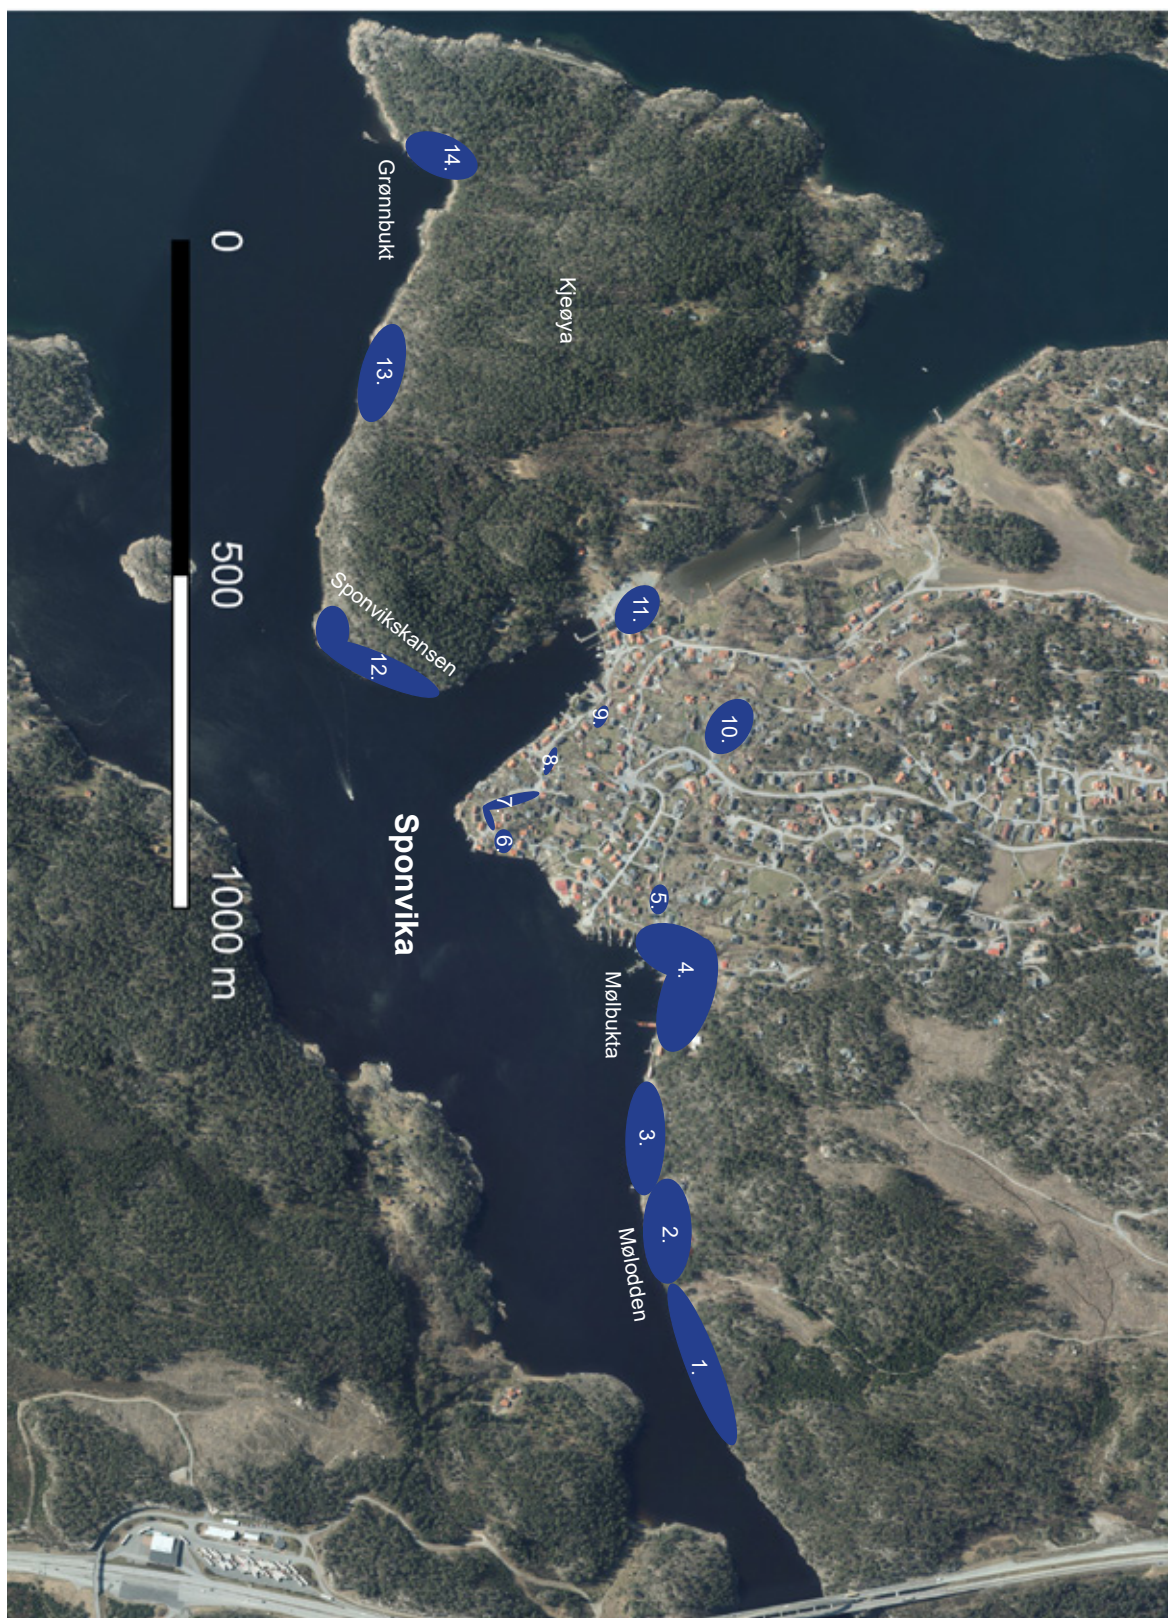 10.
1.
4.
2.
5.
3.
11.
Mølodden
Mølbukta
9.
Kjeøya
8.
7
6.
14.
Sponvika
Sponvikskansen
Grønnbukt
13.
12.
0 500 1000 m